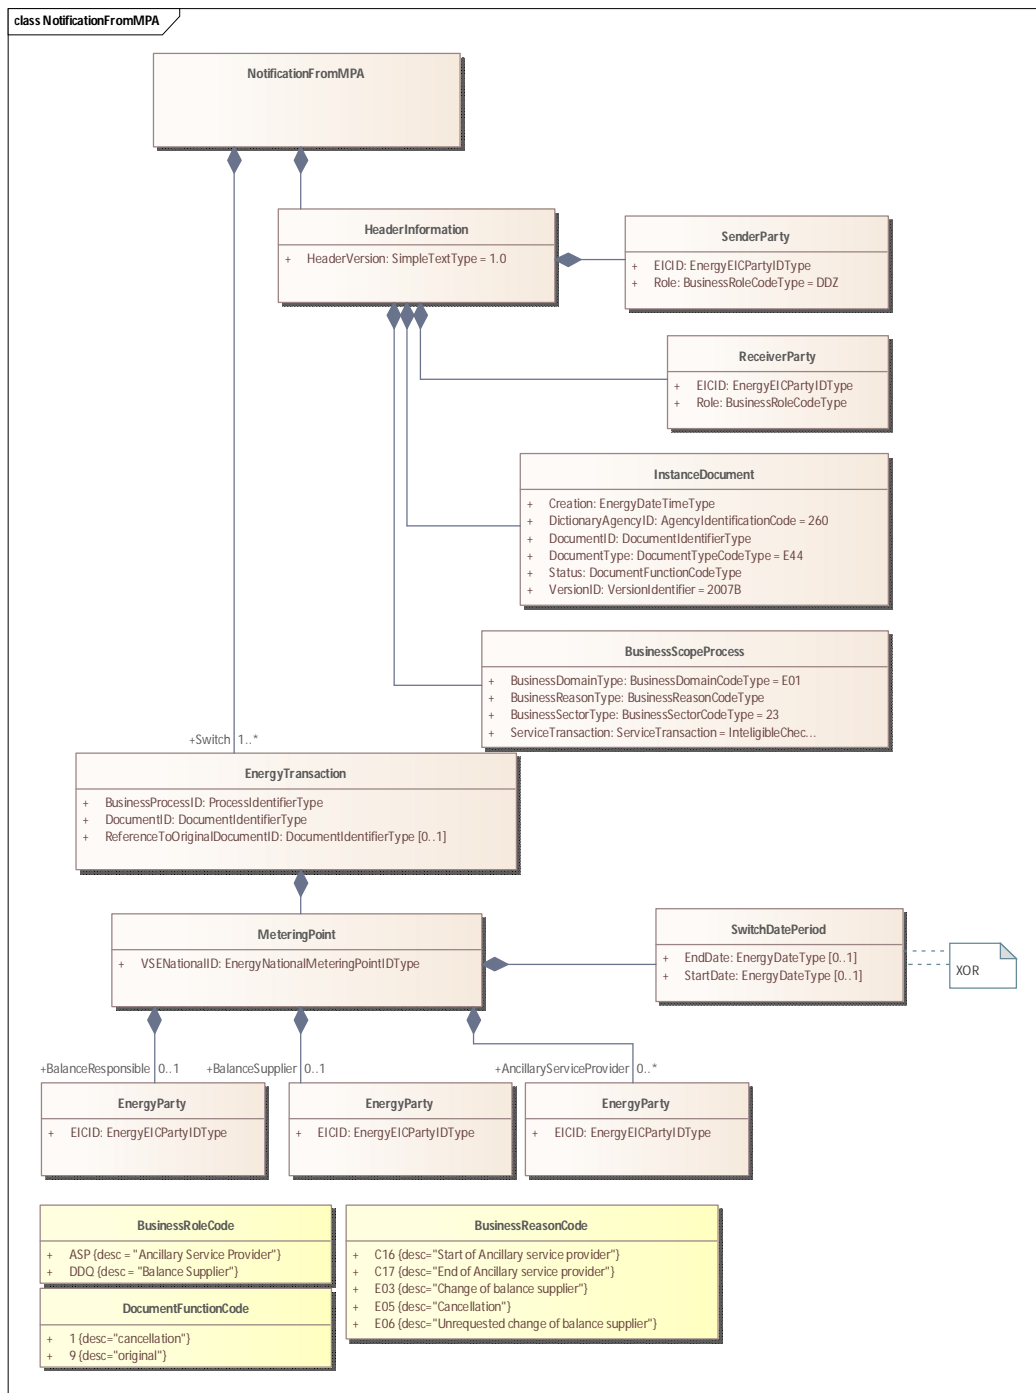 class NotificationFromMPA
NotificationFromMPA
HeaderInformation
+ HeaderVersion: SimpleTextType = 1.0
SenderParty
+ EICID: EnergyEICPartyIDType
+ Role: BusinessRoleCodeType = DDZ
ReceiverParty
+ EICID: EnergyEICPartyIDType
+ Role: BusinessRoleCodeType
InstanceDocument
+ Creation: EnergyDateTimeType
+ DictionaryAgencyID: AgencyIdentificationCode = 260
+ DocumentID: DocumentIdentifierType
+ DocumentType: DocumentTypeCodeType = E44
+ Status: DocumentFunctionCodeType
+ VersionID: VersionIdentifier = 2007B
BusinessScopeProcess
+ BusinessDomainType: BusinessDomainCodeType = E01
+ BusinessReasonType: BusinessReasonCodeType
+ BusinessSectorType: BusinessSectorCodeType = 23
+ ServiceTransaction: ServiceTransaction = InteligibleChec...
+Switch 1..*
EnergyTransaction
+ BusinessProcessID: ProcessIdentifierType
+ DocumentID: DocumentIdentifierType
+ ReferenceToOriginalDocumentID: DocumentIdentifierType [0..1]
MeteringPoint
+ VSENationalID: EnergyNationalMeteringPointIDType
SwitchDatePeriod
+ EndDate: EnergyDateType [0..1]
+ StartDate: EnergyDateType [0..1]
XOR
+BalanceResponsible 0..1
+BalanceSupplier 0..1
+AncillaryServiceProvider 0..*
EnergyParty
+ EICID: EnergyEICPartyIDType
EnergyParty
+ EICID: EnergyEICPartyIDType
EnergyParty
+ EICID: EnergyEICPartyIDType
BusinessRoleCode
+ ASP {desc = "Ancillary Service Provider"}
+ DDQ {desc = "Balance Supplier"}
DocumentFunctionCode
+ 1 {desc="cancellation"}
+ 9 {desc="original"}
BusinessReasonCode
+ C16 {desc="Start of Ancillary service provider"}
+ C17 {desc="End of Ancillary service provider"}
+ E03 {desc="Change of balance supplier"}
+ E05 {desc="Cancellation"}
+ E06 {desc="Unrequested change of balance supplier"}